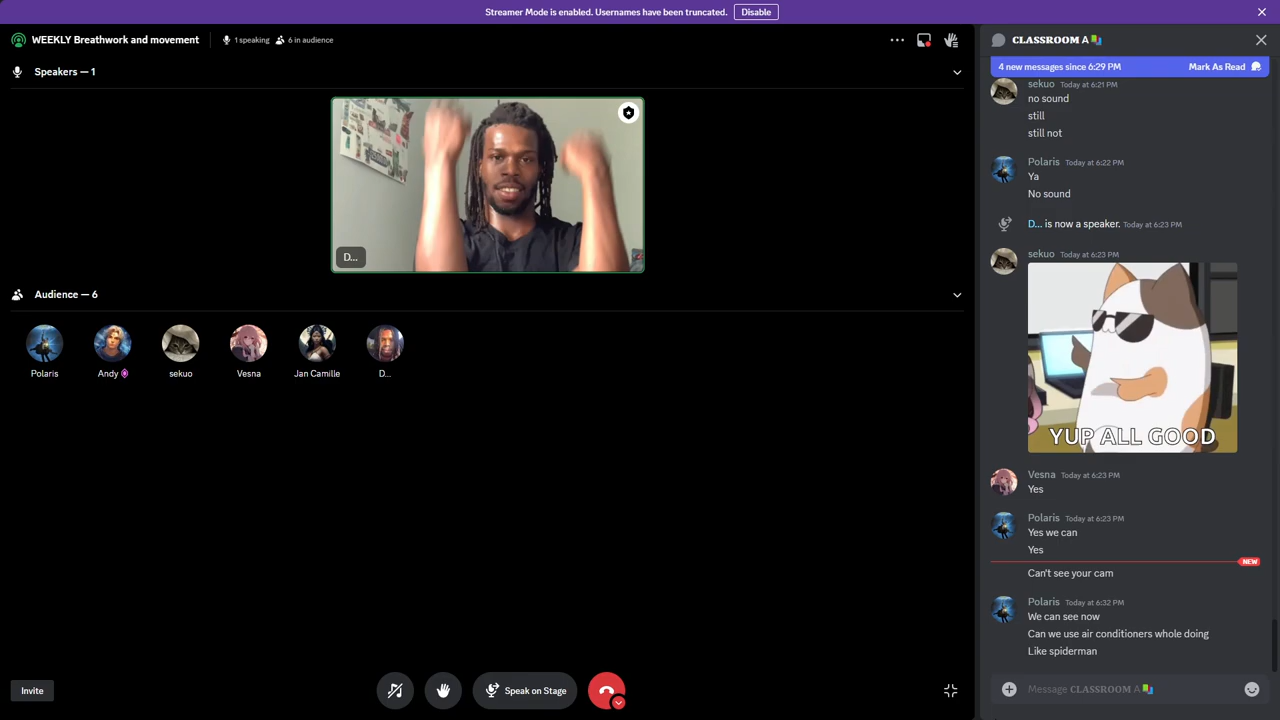 Streamer Mode is enabled. Usernames have been truncated. Disable
WEEKLY Breathwork and movement
1 speaking 6 in audience
Speakers — 1
D...
Audience — 6
Polaris
Andy
sekuo
Vesna
Jan Camille
D...
Invite
Speak on Stage
CLASSROOM A
4 new messages since 6:29 PM Mark As Read
sekuo Today at 6:21 PM
no sound
still
still not
Polaris Today at 6:22 PM
Ya
No sound
D... is now a speaker. Today at 6:23 PM
sekuo Today at 6:23 PM
YUP ALL GOOD
Vesna Today at 6:23 PM
Yes
Polaris Today at 6:23 PM
Yes we can
Yes
NEW
Can't see your cam
Polaris Today at 6:32 PM
We can see now
Can we use air conditioners whole doing
Like spiderman
Message CLASSROOM A